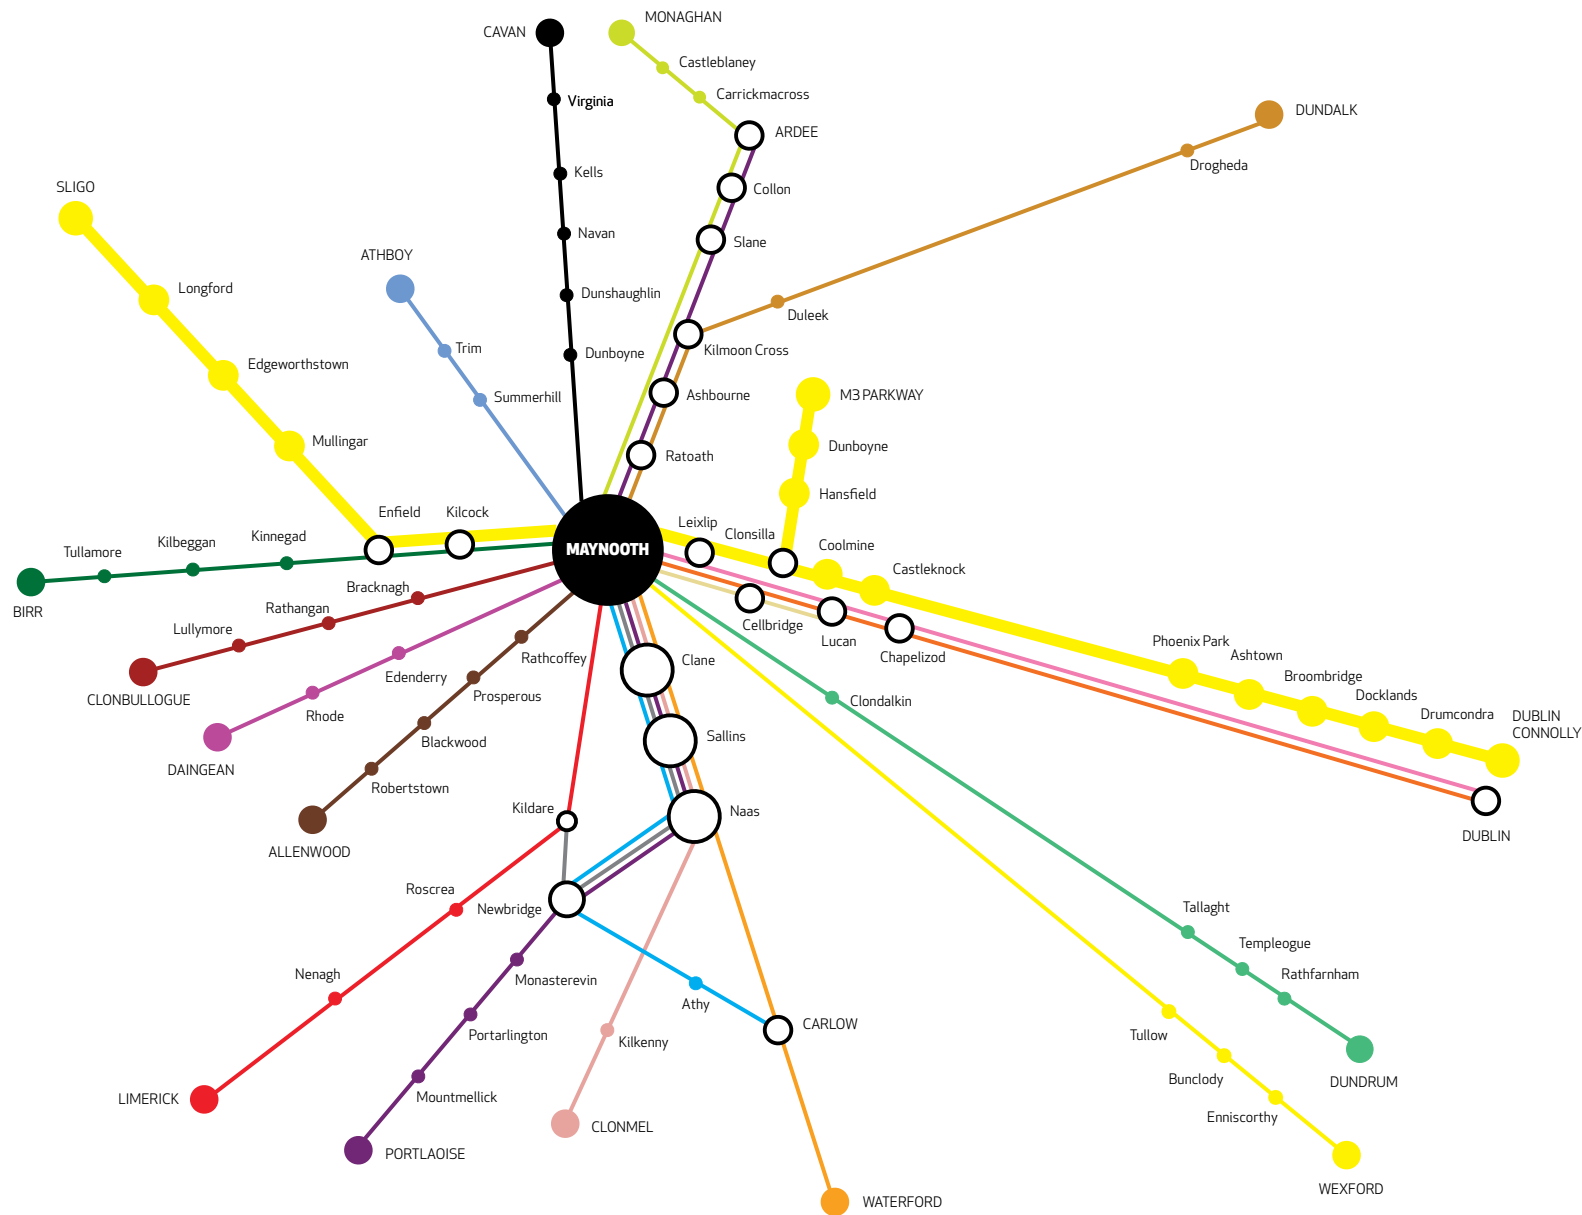 CAVAN
MONAGHAN
Castleblaney
Carrickmacross
Virginia
ARDEE
DUNDALK
Drogheda
Kells
Collon
SLIGO
Navan
Slane
ATHBOY
Longford
Dunshaughlin
Duleek
Trim
Dunboyne
Kilmoon Cross
Edgeworthstown
Summerhill
Ashbourne
M3 PARKWAY
Mullingar
Ratoath
Dunboyne
Hansfield
Enfield
Kilcock
Leixlip
Clonsilla
Coolmine
Castleknock
Tullamore
Kilbeggan
Kinnegad
MAYNOOTH
BIRR
Bracknagh
Rathangan
Lullymore
Cellbridge
Lucan
Chapelizod
Phoenix Park
Ashtown
Broombridge
Docklands
Drumcondra
DUBLIN
CONNOLLY
CLONBULLOGUE
Edenderry
Rathcoffey
Clane
Clondalkin
Rhode
Prosperous
Sallins
Blackwood
DAINGEAN
Robertstown
Kildare
Naas
DUBLIN
ALLENWOOD
Roscrea
Newbridge
Tallaght
Templeogue
Rathfarnham
Nenagh
Monasterevin
Athy
CARLOW
Portarlington
Kilkenny
Tullow
Bunclody
DUNDRUM
LIMERICK
Mountmellick
Enniscorthy
CLONMEL
PORTLAOISE
WEXFORD
WATERFORD